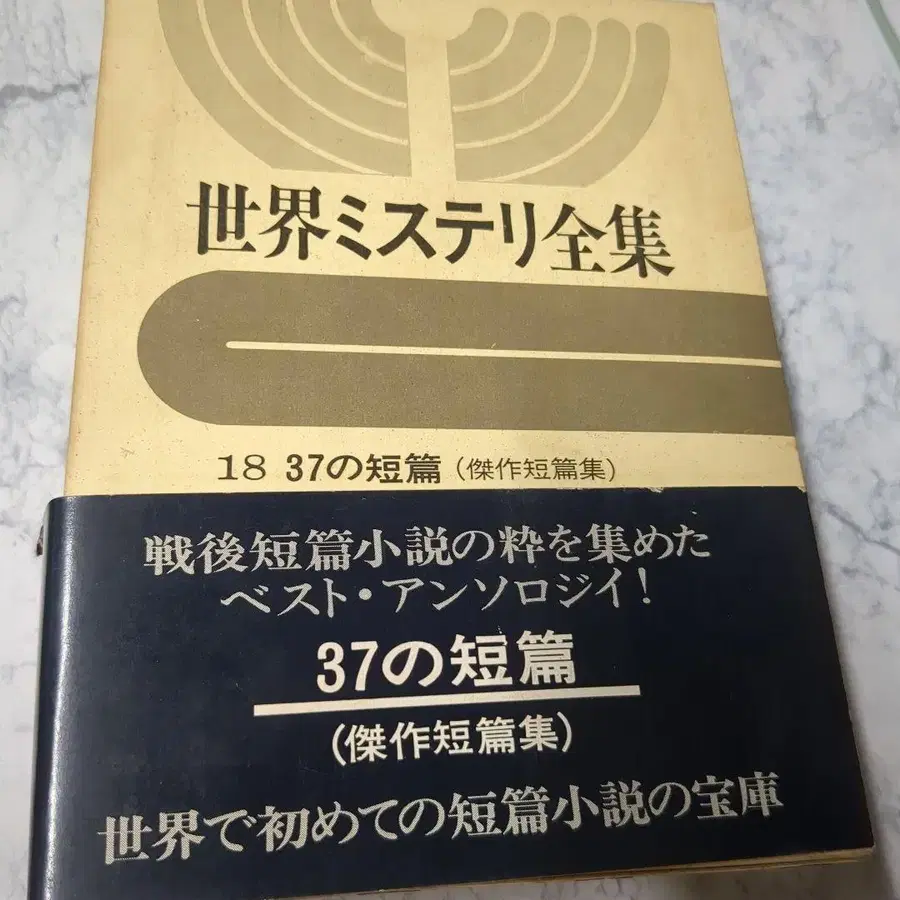 世界ミステリ全集
18 37の短篇(傑作短篇集)
戦後短篇小説の粋を集めた
ベスト・アンソロジイ!
37の短篇
(傑作短篇集)
世界で初めての短篇小説の宝庫